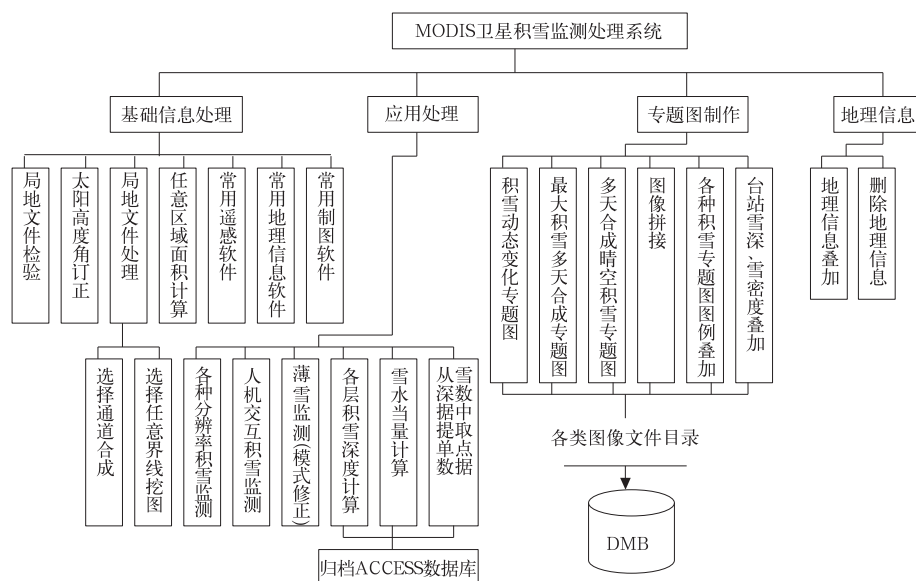 MODIS卫星积雪监测处理系统
基础信息处理
应用处理
专题图制作
地理信息
局地文件检验
太阳高度角订正
局地文件处理
任意区域面积计算
常用遥感软件
常用地理信息软件
常用制图软件
积雪动态变化专题图
最大积雪多天合成专题图
多天合成晴空积雪专题图
图像拼接
各种积雪专题图图例叠加
台站雪深、雪密度叠加
地理信息叠加
删除地理信息
选择通道合成
选择任意界线挖图
各种分辨率积雪监测
人机交互积雪监测
薄雪监测(模式修正)
各层积雪深度计算
雪水当量计算
从深据提单数
雪数中取点据
各类图像文件目录
DMB
归档ACCESS数据库